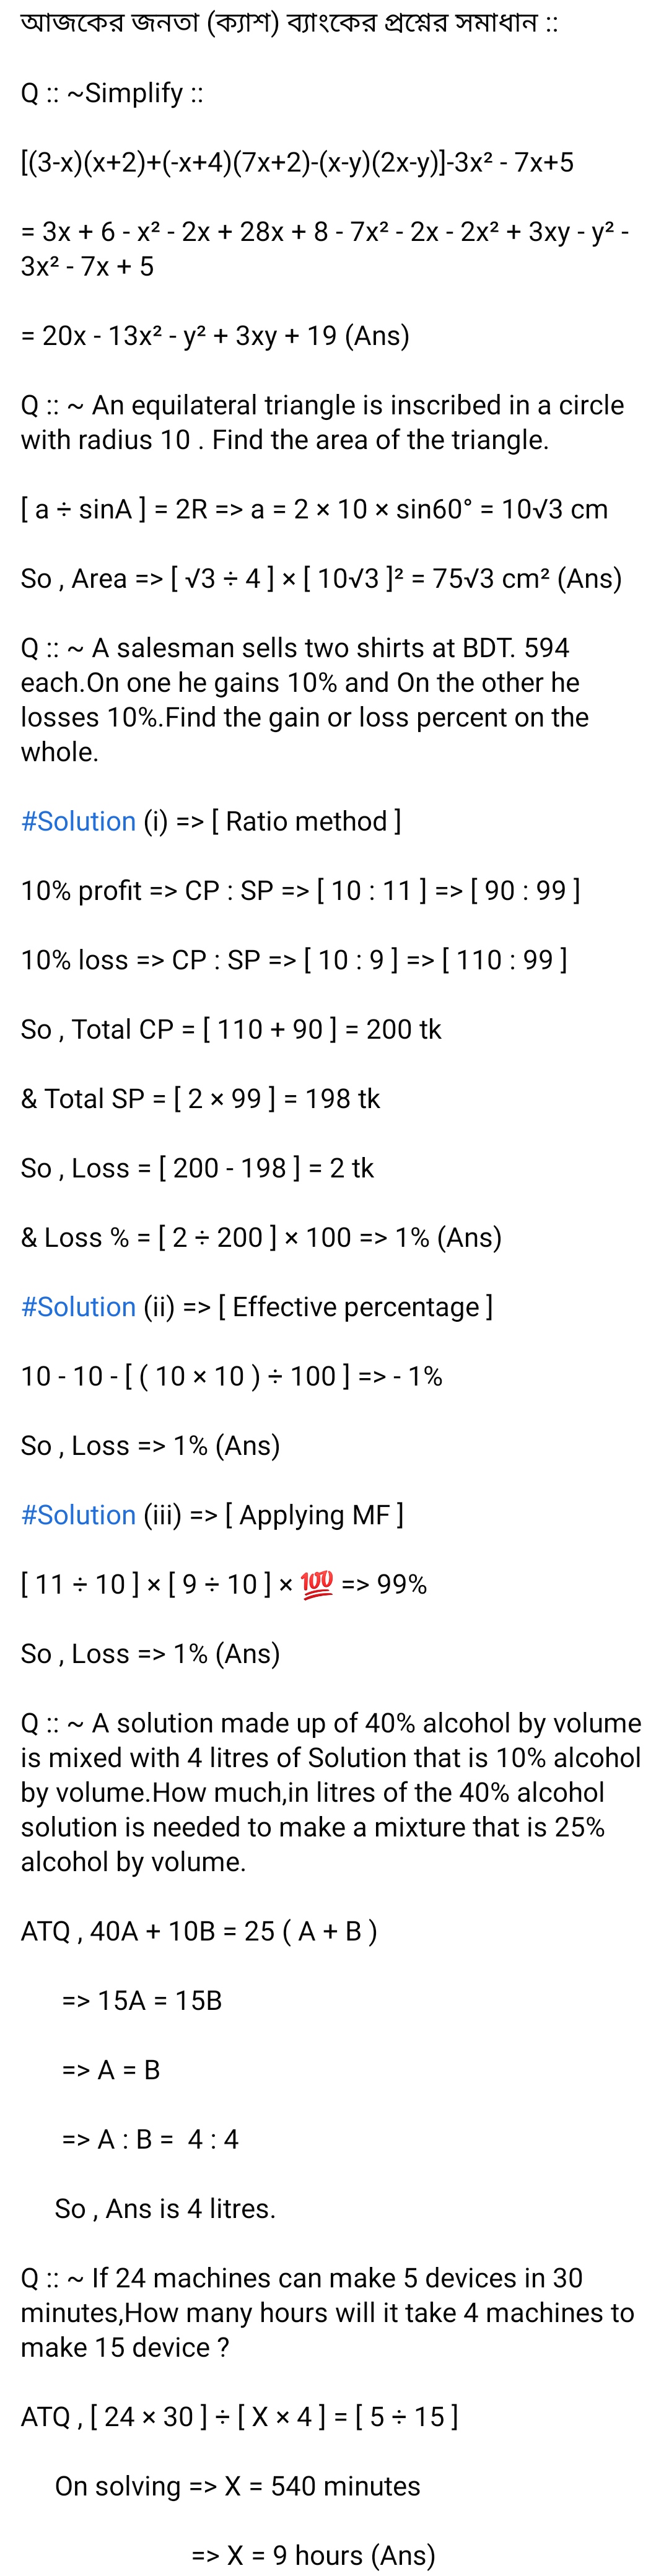 আজকের জনতা (ক্যাশ) ব্যাংকের প্রশ্নের সমাধান ::
Q :: ~Simplify ::
[(3-x)(x+2)+(-x+4)(7x+2)-(x-y)(2x-y)]-3x² - 7x+5
= 3x + 6 - x² - 2x + 28x + 8 - 7x² - 2x - 2x² + 3xy - y² -
3x² - 7x + 5
= 20x - 13x² - y² + 3xy + 19 (Ans)
Q :: ~ An equilateral triangle is inscribed in a circle
with radius 10 . Find the area of the triangle.
[ a ÷ sinA ] = 2R => a = 2 × 10 × sin60° = 10√3 cm
So , Area => [ √3 ÷ 4 ] × [ 10√3 ]² = 75√3 cm² (Ans)
Q :: ~ A salesman sells two shirts at BDT. 594
each.On one he gains 10% and On the other he
losses 10%.Find the gain or loss percent on the
whole.
#Solution (i) => [ Ratio method ]
10% profit => CP : SP => [ 10 : 11 ] => [ 90 : 99 ]
10% loss => CP : SP => [ 10 : 9 ] => [ 110 : 99 ]
So , Total CP = [ 110 + 90 ] = 200 tk
& Total SP = [ 2 × 99 ] = 198 tk
So , Loss = [ 200 - 198 ] = 2 tk
& Loss % = [ 2 ÷ 200 ] × 100 => 1% (Ans)
#Solution (ii) => [ Effective percentage ]
10 - 10 - [ ( 10 × 10 ) ÷ 100 ] => - 1%
So , Loss => 1% (Ans)
#Solution (iii) => [ Applying MF ]
[ 11 ÷ 10 ] × [ 9 ÷ 10 ] × 💯 => 99%
So , Loss => 1% (Ans)
Q :: ~ A solution made up of 40% alcohol by volume
is mixed with 4 litres of Solution that is 10% alcohol
by volume.How much,in litres of the 40% alcohol
solution is needed to make a mixture that is 25%
alcohol by volume.
ATQ , 40A + 10B = 25 ( A + B )
=> 15A = 15B
=> A = B
=> A : B = 4 : 4
So , Ans is 4 litres.
Q :: ~ If 24 machines can make 5 devices in 30
minutes,How many hours will it take 4 machines to
make 15 device ?
ATQ , [ 24 × 30 ] ÷ [ X × 4 ] = [ 5 ÷ 15 ]
On solving => X = 540 minutes
=> X = 9 hours (Ans)